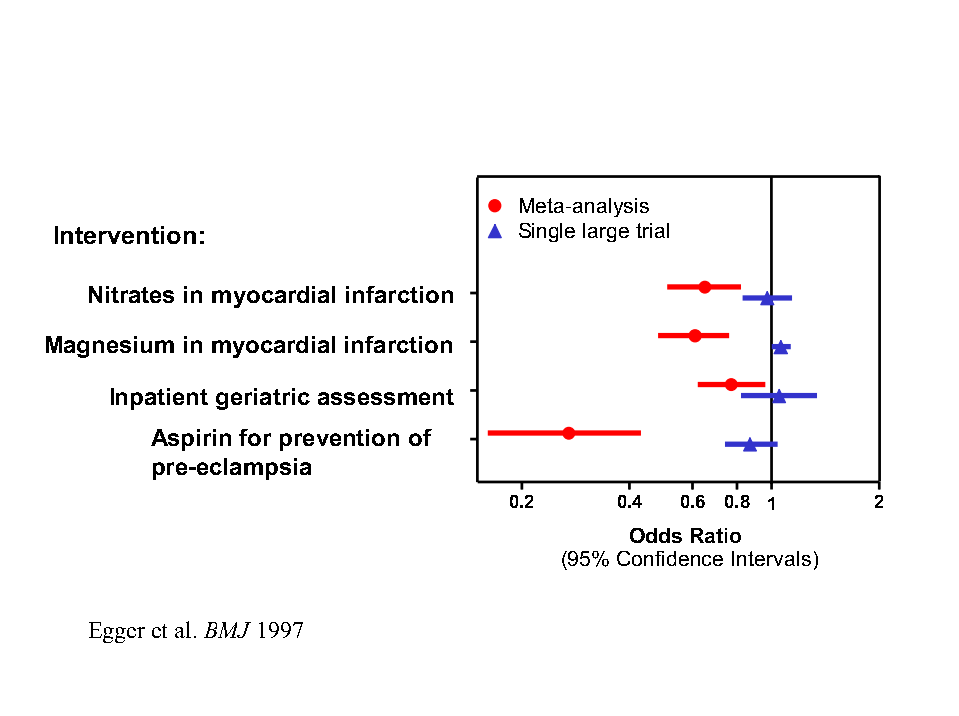 Meta-analysis
Single large trial
Intervention:
Nitrates in myocardial infarction
Magnesium in myocardial infarction
Inpatient geriatric assessment
Aspirin for prevention of
pre-eclampsia
0.2 0.4 0.6 0.8 1 2
Odds Ratio
(95% Confidence Intervals)
Egger et al. BMJ 1997